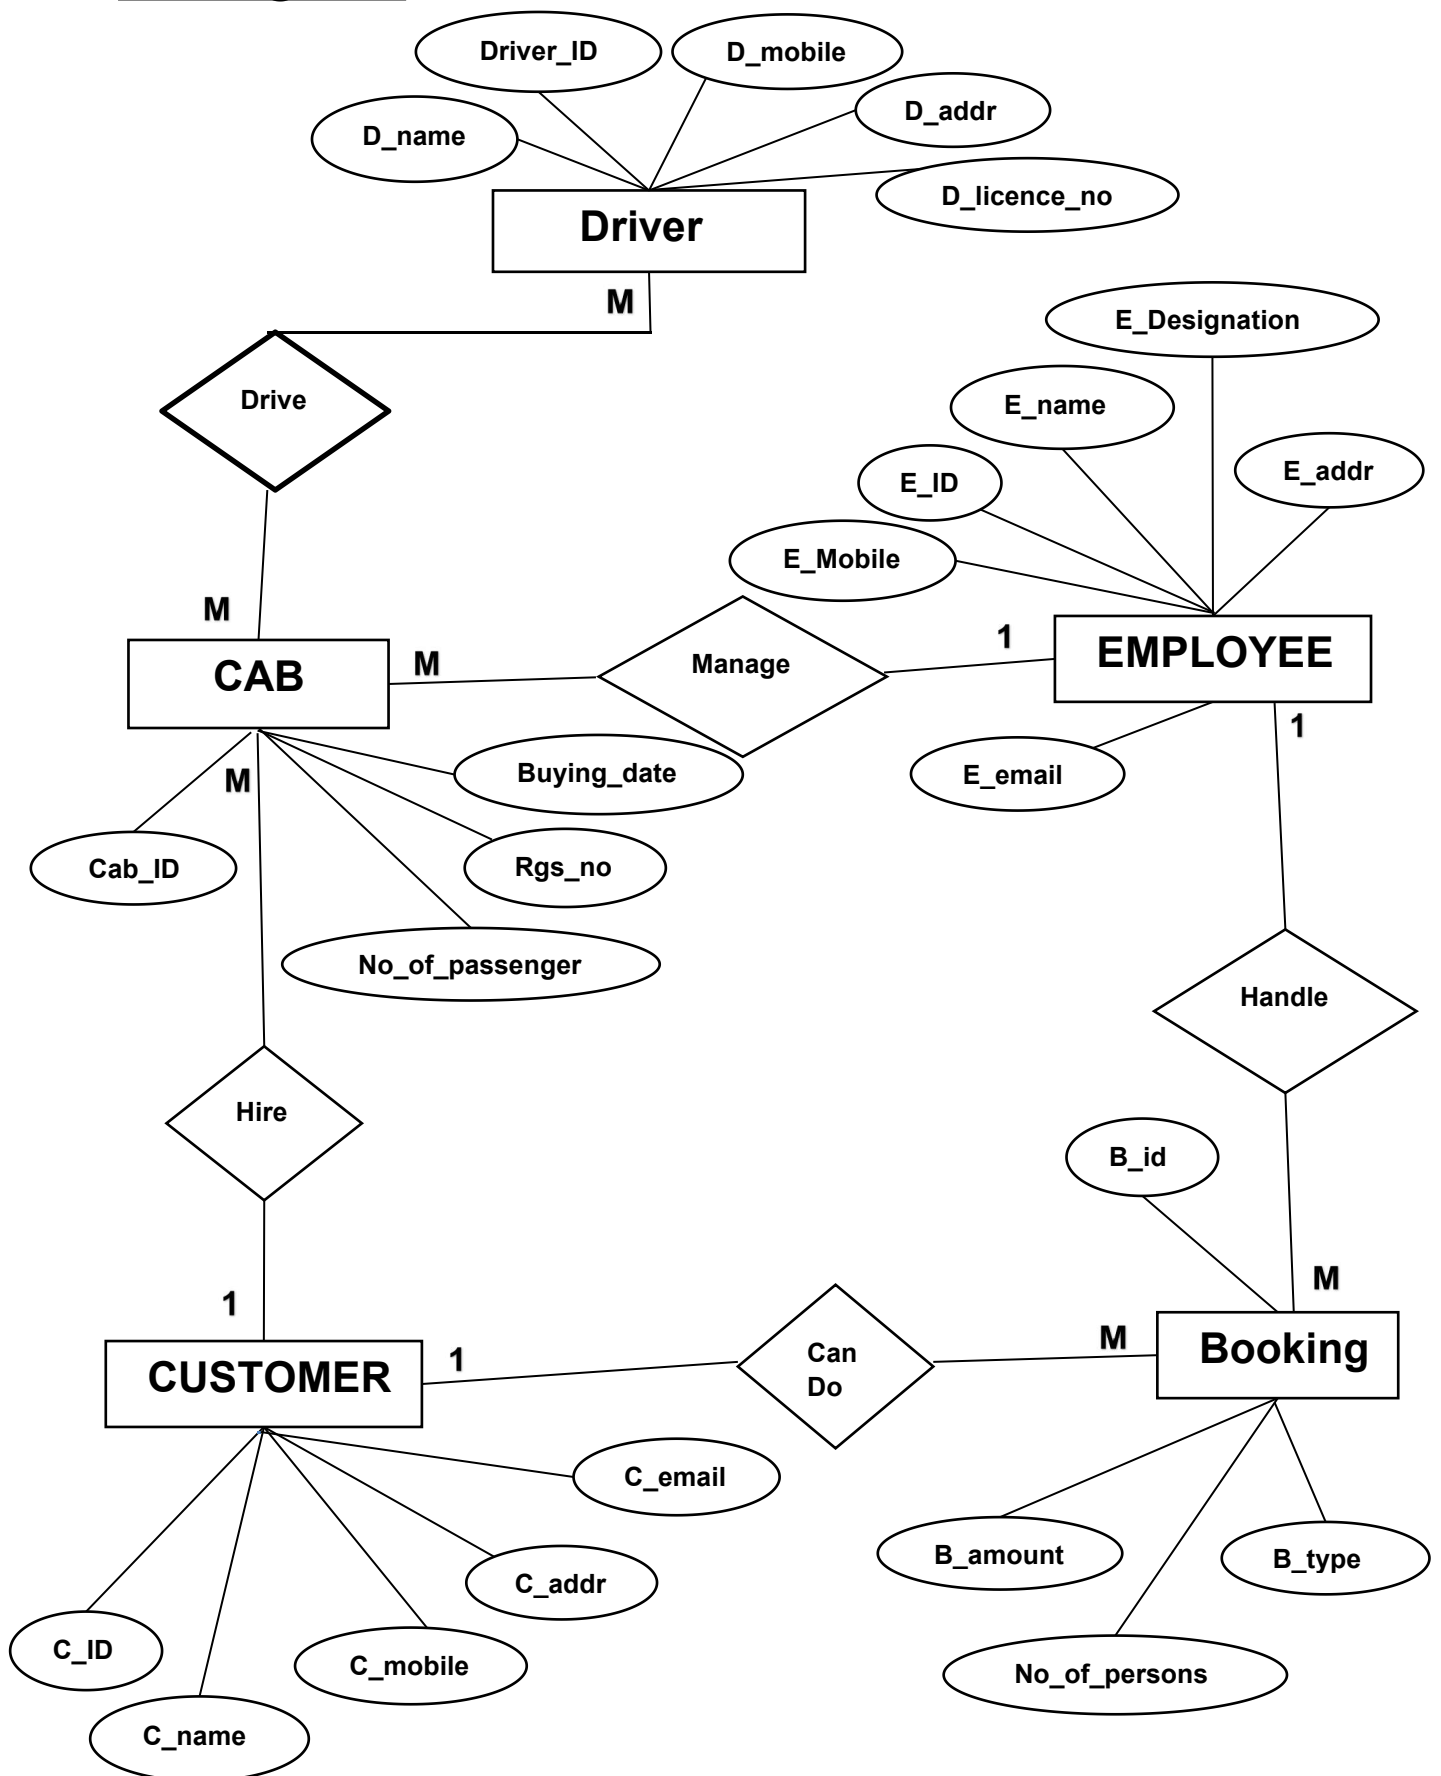 Driver_ID
D_mobile
D_name
D_addr
D_licence_no
Driver
M
E_Designation
Drive
E_name
E_ID
E_addr
E_Mobile
M
M
Manage
1
CAB
EMPLOYEE
1
M
Buying_date
E_email
Cab_ID
Rgs_no
No_of_passenger
Handle
Hire
B_id
M
1
CUSTOMER
1
Can
Do
M
Booking
C_email
B_amount
B_type
C_addr
C_ID
C_mobile
No_of_persons
C_name